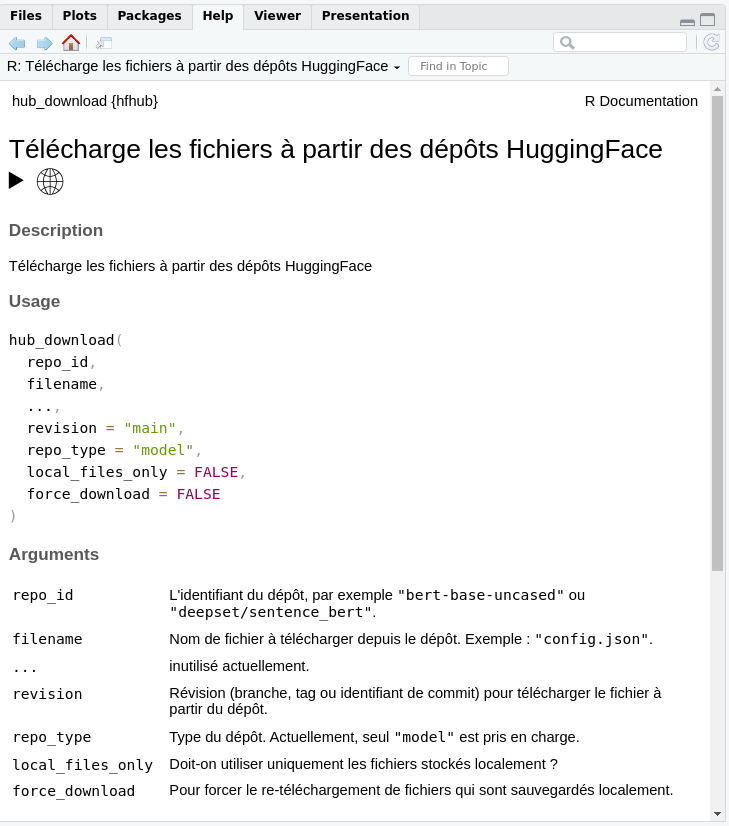 Files Plots Packages Help Viewer Presentation
R: Télécharge les fichiers à partir des dépôts HuggingFace Find in Topic
hub_download {hfhub} R Documentation
Télécharge les fichiers à partir des dépôts HuggingFace
Description
Télécharge les fichiers à partir des dépôts HuggingFace
Usage
hub_download(
repo_id,
filename,
...,
revision = "main",
repo_type = "model",
local_files_only = FALSE,
force_download = FALSE
)
Arguments
repo_id L'identifiant du dépôt, par exemple "bert-base-uncased" ou
"deepset/sentence_bert".
filename Nom de fichier à télécharger depuis le dépôt. Exemple : "config.json".
... inutilisé actuellement.
revision Révision (branche, tag ou identifiant de commit) pour télécharger le fichier à
partir du dépôt.
repo_type Type du dépôt. Actuellement, seul "model" est pris en charge.
local_files_only Doit-on utiliser uniquement les fichiers stockés localement ?
force_download Pour forcer le re-téléchargement de fichiers qui sont sauvegardés localement.